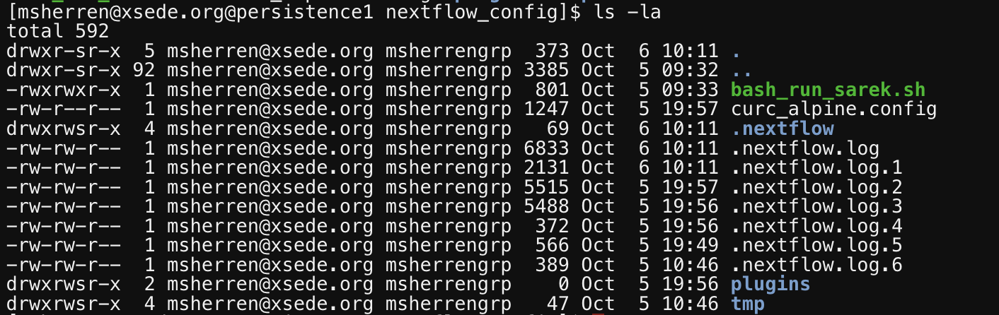 [msherren@xsede.org@persistence1 nextflow_config]$ ls -la
total 592
drwxr-sr-x  5 msherren@xsede.org msherrengrp  373 Oct  6 10:11 .
drwxr-sr-x 92 msherren@xsede.org msherrengrp 3385 Oct  5 09:32 ..
-rwxrwxr-x  1 msherren@xsede.org msherrengrp  801 Oct  5 09:33 bash_run_sarek.sh
-rw-r--r--  1 msherren@xsede.org msherrengrp 1247 Oct  5 19:57 curc_alpine.config
drwxrwsr-x  4 msherren@xsede.org msherrengrp   69 Oct  6 10:11 .nextflow
-rw-rw-r--  1 msherren@xsede.org msherrengrp 6833 Oct  6 10:11 .nextflow.log
-rw-rw-r--  1 msherren@xsede.org msherrengrp 2131 Oct  6 10:11 .nextflow.log.1
-rw-rw-r--  1 msherren@xsede.org msherrengrp 5515 Oct  5 19:57 .nextflow.log.2
-rw-rw-r--  1 msherren@xsede.org msherrengrp 5488 Oct  5 19:56 .nextflow.log.3
-rw-rw-r--  1 msherren@xsede.org msherrengrp  372 Oct  5 19:56 .nextflow.log.4
-rw-rw-r--  1 msherren@xsede.org msherrengrp  566 Oct  5 19:49 .nextflow.log.5
-rw-rw-r--  1 msherren@xsede.org msherrengrp  389 Oct  5 10:46 .nextflow.log.6
drwxrwsr-x  2 msherren@xsede.org msherrengrp    0 Oct  5 19:56 plugins
drwxrwsr-x  4 msherren@xsede.org msherrengrp   47 Oct  5 10:46 tmp